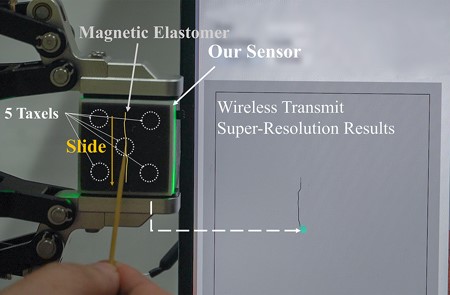 Magnetic Elastomer
Our Sensor
5 Taxels
Slide
Wireless Transmit
Super-Resolution Results